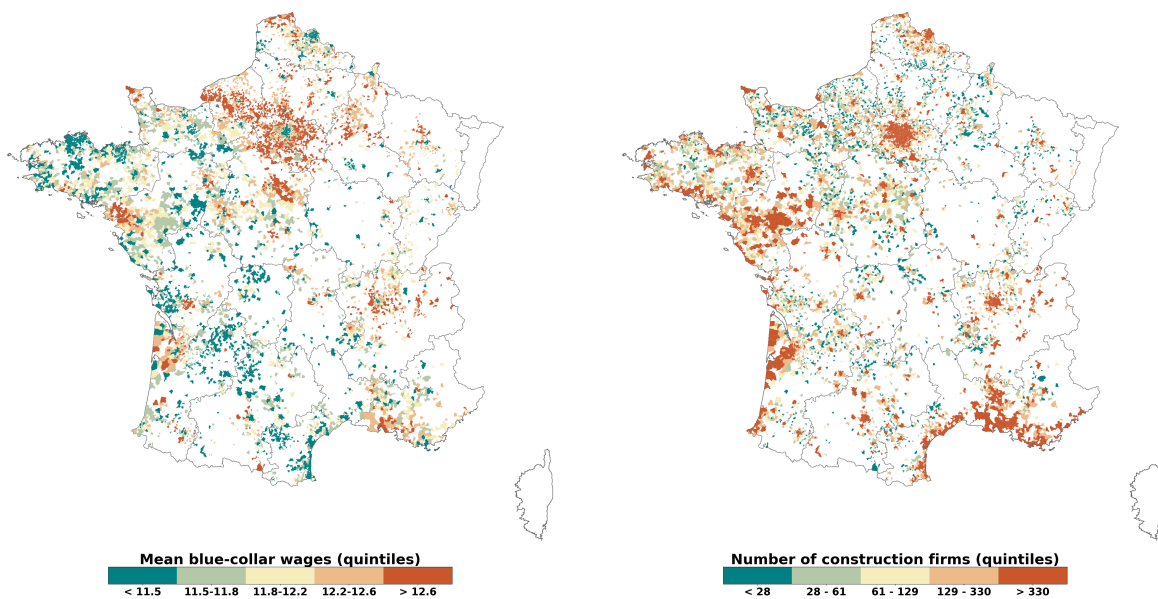 Mean blue-collar wages (quintiles)
< 11.5 11.5-11.8 11.8-12.2 12.2-12.6 > 12.6
Number of construction firms (quintiles)
< 28 28 - 61 61 - 129 129 - 330 > 330